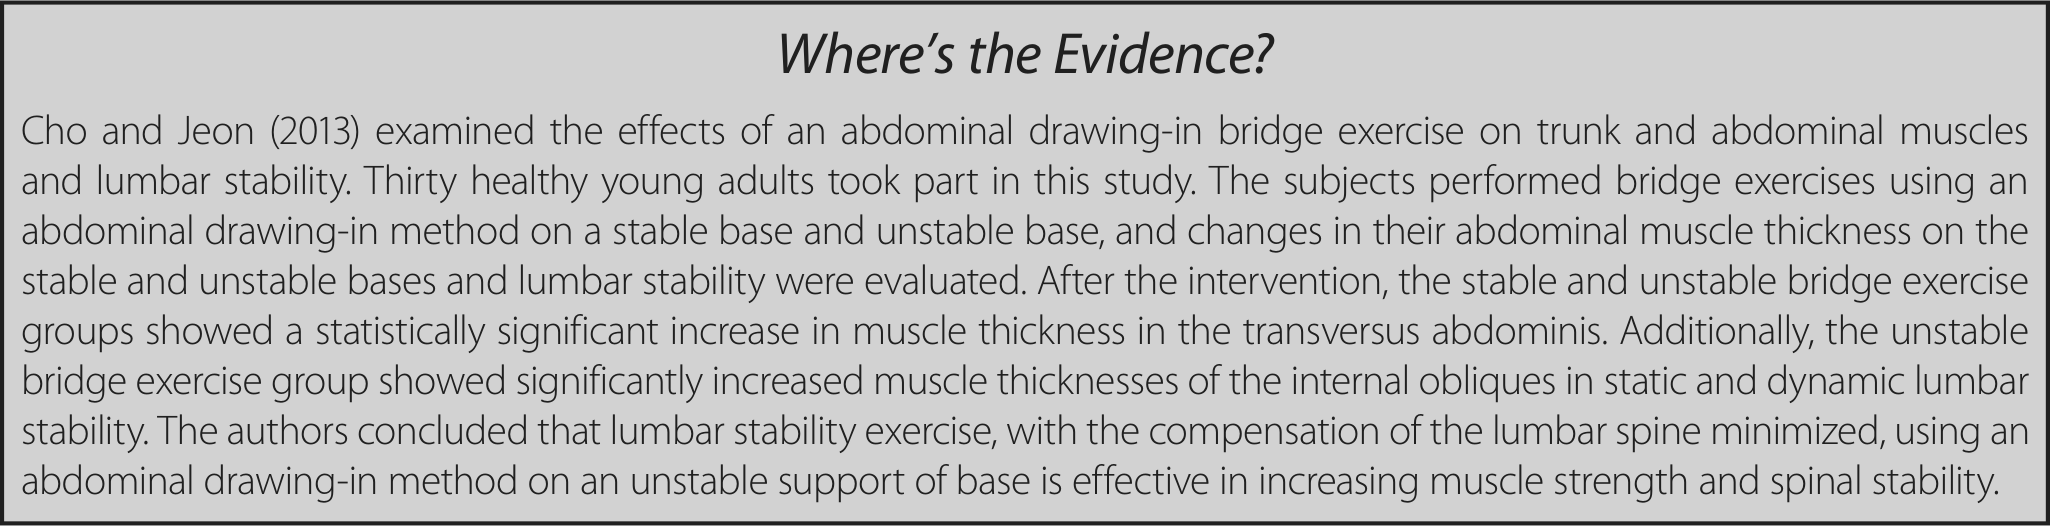 Where’s the Evidence?
Cho and Jeon (2013) examined the effects of an abdominal drawing-in bridge exercise on trunk and abdominal muscles
and lumbar stability. Thirty healthy young adults took part in this study. The subjects performed bridge exercises using an
abdominal drawing-in method on a stable base and unstable base, and changes in their abdominal muscle thickness on the
stable and unstable bases and lumbar stability were evaluated. After the intervention, the stable and unstable bridge exercise
groups showed a statistically significant increase in muscle thickness in the transversus abdominis. Additionally, the unstable
bridge exercise group showed significantly increased muscle thicknesses of the internal obliques in static and dynamic lumbar
stability. The authors concluded that lumbar stability exercise, with the compensation of the lumbar spine minimized, using an
abdominal drawing-in method on an unstable support of base is effective in increasing muscle strength and spinal stability.